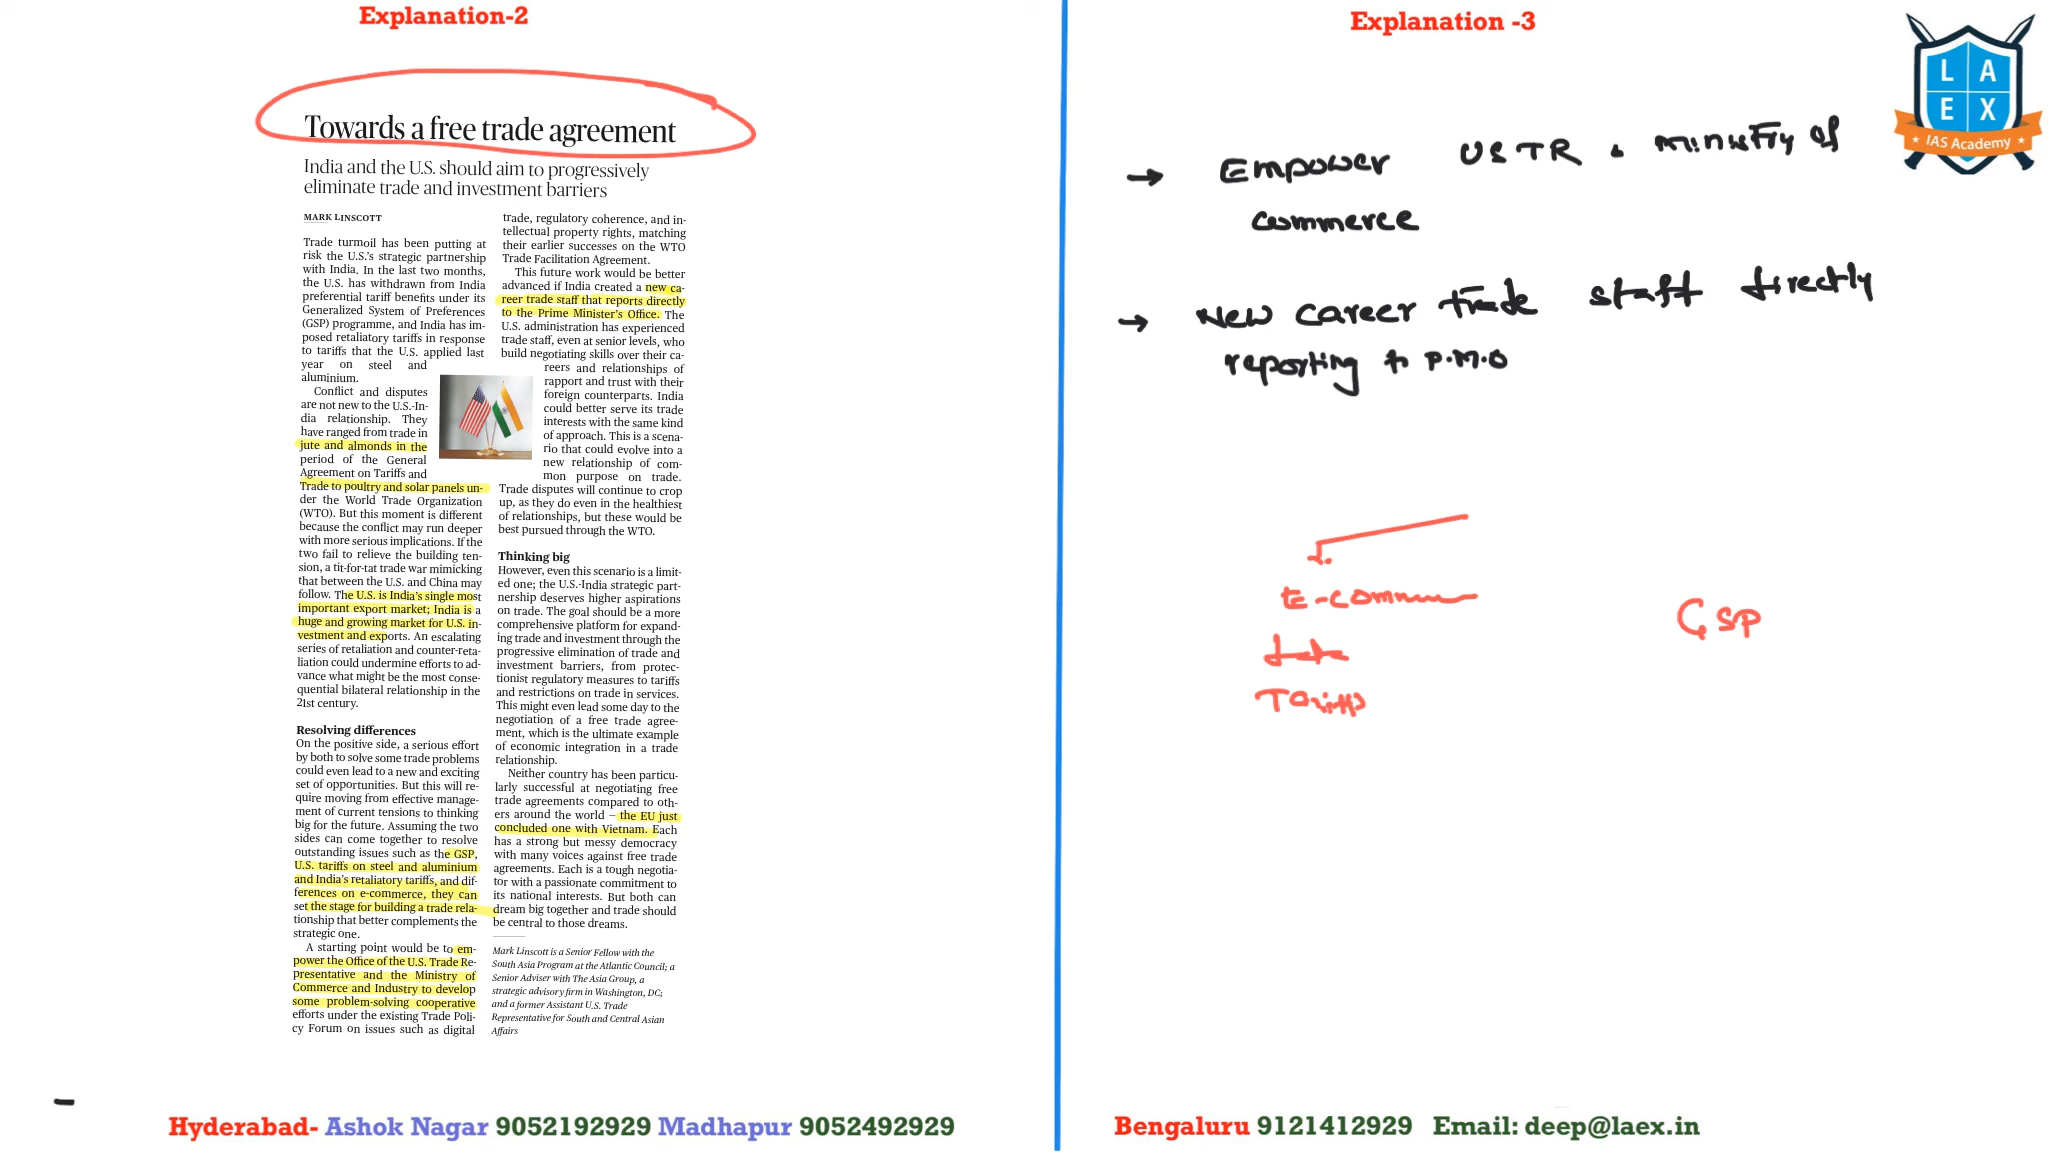 Explanation-2
Towards a free trade agreement
India and the U.S. should aim to progressively
eliminate trade and investment barriers
MARK LINSCOTT
Trade turmoil has been putting at
risk the U.S.'s strategic partnership
with India. In the last two months,
the U.S. has withdrawn from India
preferential tariff benefits under its
Generalized System of Preferences
(GSP) programme, and India has im-
posed retaliatory tariffs in response
to tariffs that the U.S. applied last
year on steel and
aluminium.
Conflict and disputes
are not new to the U.S.-In-
dia relationship. They
have ranged from trade in
jute and almonds in the
period of the General
Agreement on Tariffs and
Trade to poultry and solar panels un-
der the World Trade Organization
(WTO). But this moment is different
because the conflict may run deeper
with more serious implications. If the
two fail to relieve the building ten-
sion, a tit-for-tat trade war mimicking
that between the U.S. and China may
follow. The U.S. is India's single most
important export market; India is a
huge and growing market for U.S. in-
vestment and exports. An escalating
series of retaliation and counter-reta-
liation could undermine efforts to ad-
vance what might be the most conse-
quential bilateral relationship in the
21st century.
Resolving differences
On the positive side, a serious effort
by both to solve some trade problems
could even lead to a new and exciting
set of opportunities. But this will re-
quire moving from effective manage-
ment of current tensions to thinking
big for the future. Assuming the two
sides can come together to resolve
outstanding issues such as the GSP,
U.S. tariffs on steel and aluminium
and India's retaliatory tariffs, and dif-
ferences on e-commerce, they can
set the stage for building a trade rela-
tionship that better complements the
strategic one.
A starting point would be to em-
power the Office of the U.S. Trade Re-
presentative and the Ministry of
Commerce and Industry to develop
some problem-solving cooperative
efforts under the existing Trade Poli-
cy Forum on issues such as digital
trade, regulatory coherence, and in-
tellectual property rights, matching
their earlier successes on the WTO
Trade Facilitation Agreement.
This future work would be better
advanced if India created a new ca-
reer trade staff that reports directly
to the Prime Minister's Office. The
U.S. administration has experienced
trade staff, even at senior levels, who
build negotiating skills over their ca-
reers and relationships of
rapport and trust with their
foreign counterparts. India
could better serve its trade
interests with the same kind
of approach. This is a scena-
rio that could evolve into a
new relationship of com-
mon purpose on trade.
Trade disputes will continue to crop
up, as they do even in the healthiest
of relationships, but these would be
best pursued through the WTO.
Thinking big
However, even this scenario is a limit-
ed one; the U.S.-India strategic part-
nership deserves higher aspirations
on trade. The goal should be a more
comprehensive platform for expand-
ing trade and investment through the
progressive elimination of trade and
investment barriers, from protec-
tionist regulatory measures to tariffs
and restrictions on trade in services.
This might even lead some day to the
negotiation of a free trade agree-
ment, which is the ultimate example
of economic integration in a trade
relationship.
Neither country has been particu-
larly successful at negotiating free
trade agreements compared to oth-
ers around the world – the EU just
concluded one with Vietnam. Each
has a strong but messy democracy
with many voices against free trade
agreements. Each is a tough negotia-
tor with a passionate commitment to
its national interests. But both can
dream big together and trade should
be central to those dreams.
Mark Linscott is a Senior Fellow with the
South Asia Program at the Atlantic Council; a
Senior Adviser with The Asia Group, a
strategic advisory firm in Washington, DC;
and a former Assistant U.S. Trade
Representative for South and Central Asian
Affairs
Explanation -3
L A
E X
IAS Academy
→ Empower USTR & ministry of
commerce
→ New career trade staff directly
reporting to P.M.O
E-comm
data
Tariffs
GSP
Hyderabad- Ashok Nagar 9052192929 Madhapur 9052492929
Bengaluru 9121412929 Email: deep@laex.in